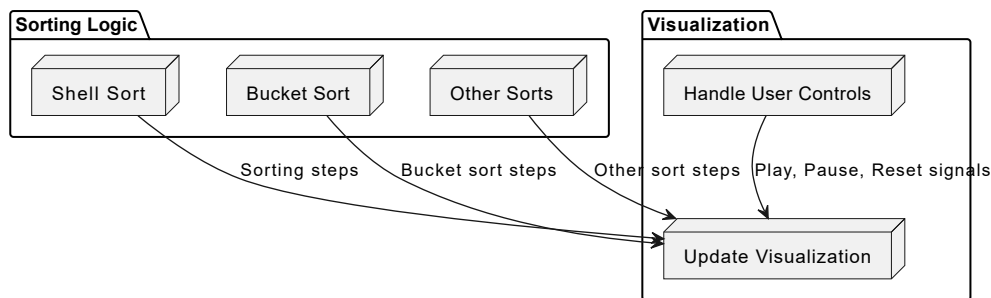 Sorting Logic
Visualization
Shell Sort
Bucket Sort
Other Sorts
Handle User Controls
Sorting steps
Bucket sort steps
Other sort steps
Play, Pause, Reset signals
Update Visualization